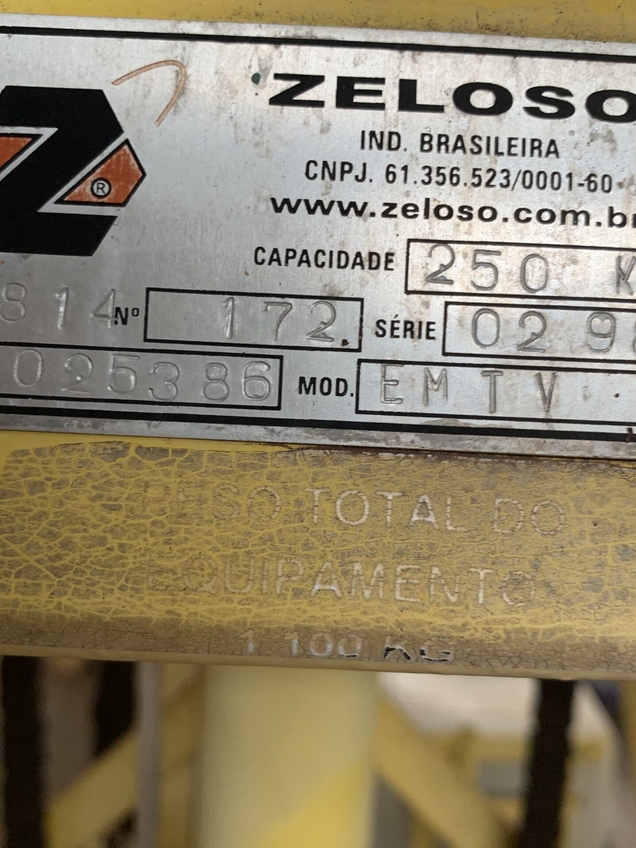 ZELOSO
®
IND. BRASILEIRA
CNPJ. 61.356.523/0001-60
www.zeloso.com.br
CAPACIDADE 250 K
814 Nº 172 SÉRIE 02 98
025386 MOD. EMTV
PESO TOTAL DO
EQUIPAMENTO
1.100 KG